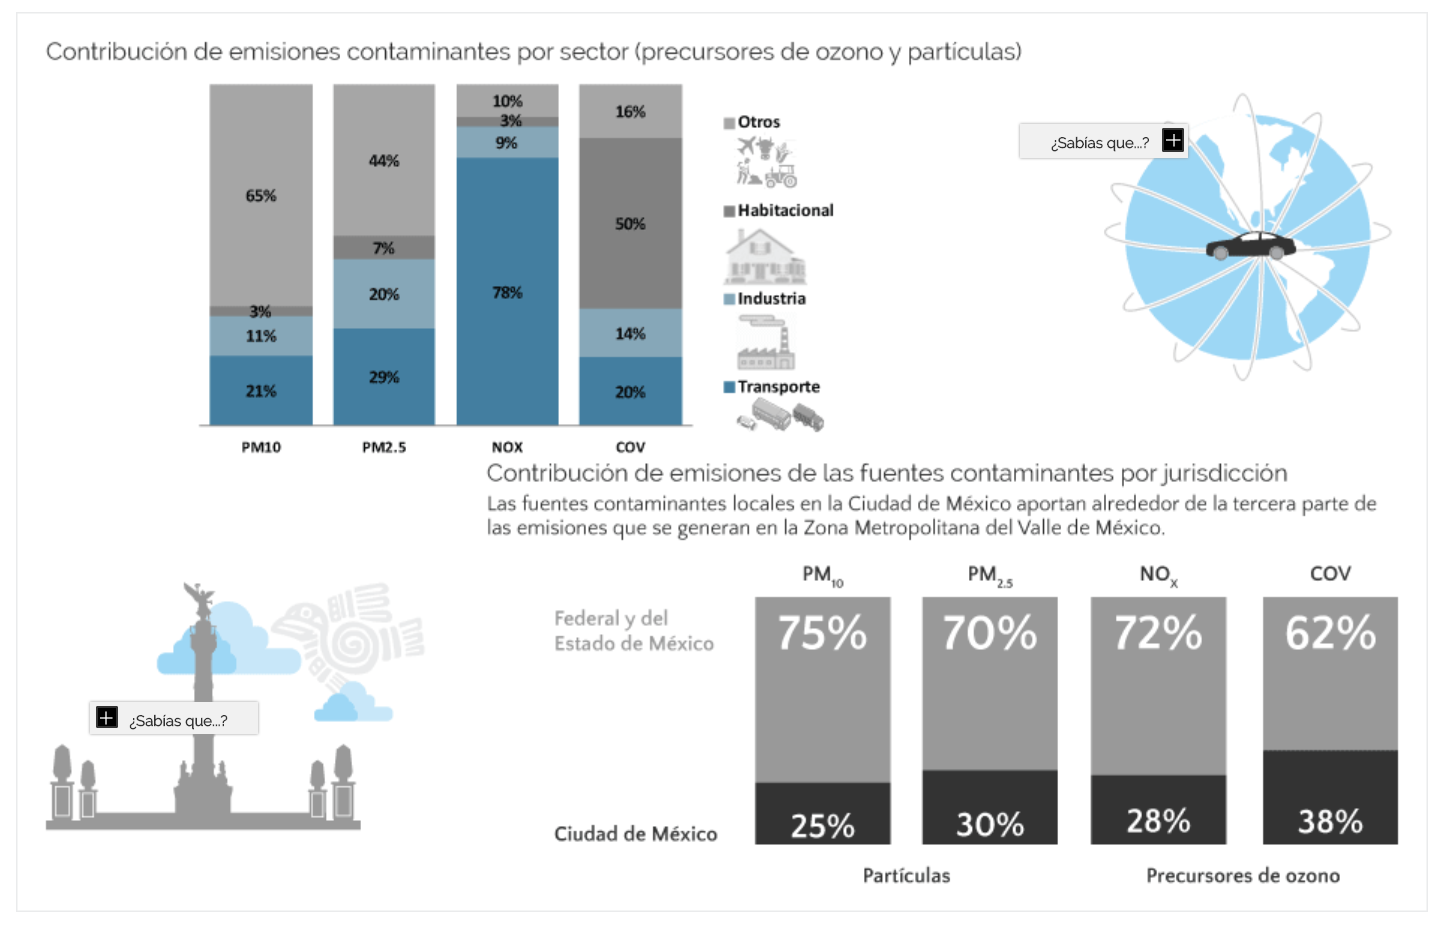 Contribución de emisiones contaminantes por sector (precursores de ozono y partículas)
65%
3%
11%
21%
44%
7%
20%
29%
10%
3%
9%
78%
16%
50%
14%
20%
PM10
PM2.5
NOX
COV
Otros
Habitacional
Industria
Transporte
¿Sabías que...?
Contribución de emisiones de las fuentes contaminantes por jurisdicción
Las fuentes contaminantes locales en la Ciudad de México aportan alrededor de la tercera parte de
las emisiones que se generan en la Zona Metropolitana del Valle de México.
¿Sabías que...?
PM10
PM2.5
NOX
COV
Federal y del
Estado de México
75%
70%
72%
62%
Ciudad de México
25%
30%
28%
38%
Partículas
Precursores de ozono